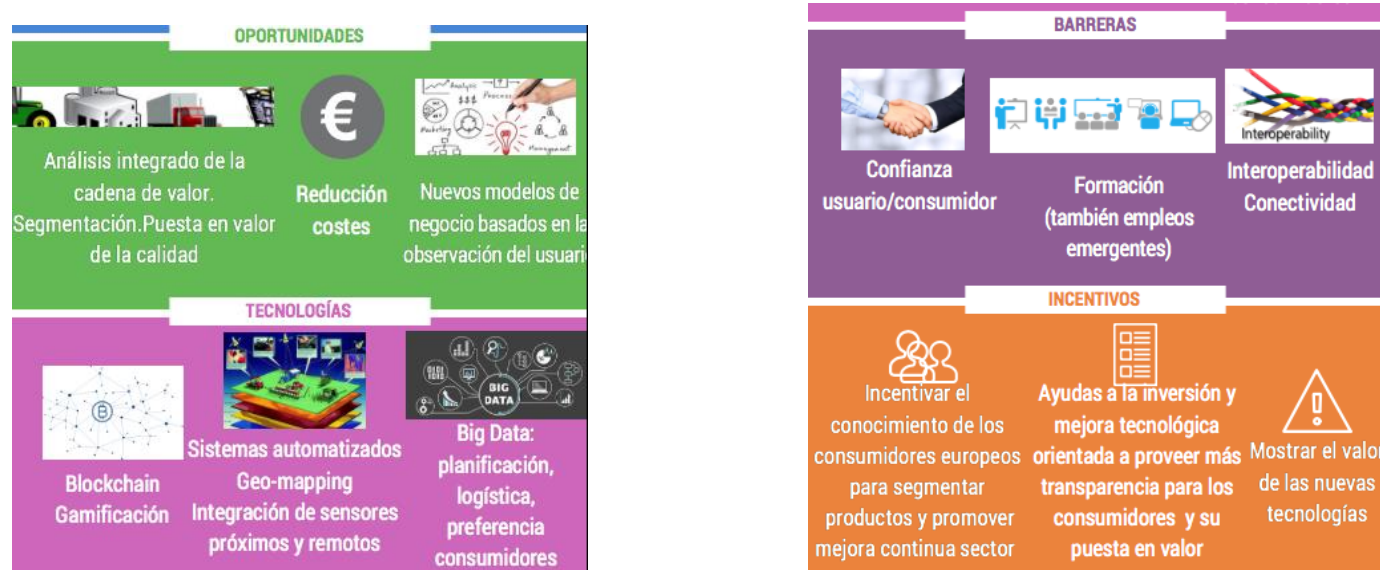 OPORTUNIDADES
Análisis integrado de la
cadena de valor.
Segmentación.Puesta en valor
de la calidad
€
Reducción
costes
Analysis
Process
$$$
Marketing
Management
Nuevos modelos de
negocio basados en la
observación del usuari
TECNOLOGÍAS
Blockchain
Gamificación
Sistemas automatizados
Geo-mapping
Integración de sensores
próximos y remotos
BIG
DATA
Big Data:
planificación,
logística,
preferencia
consumidores
BARRERAS
Confianza
usuario/consumidor
Formación
(también empleos
emergentes)
Interoperability
Interoperabilidad
Conectividad
INCENTIVOS
Incentivar el
conocimiento de los
consumidores europeos
para segmentar
productos y promover
mejora continua sector
Ayudas a la inversión y
mejora tecnológica
orientada a proveer más
transparencia para los
consumidores y su
puesta en valor
Mostrar el valor
de las nuevas
tecnologías